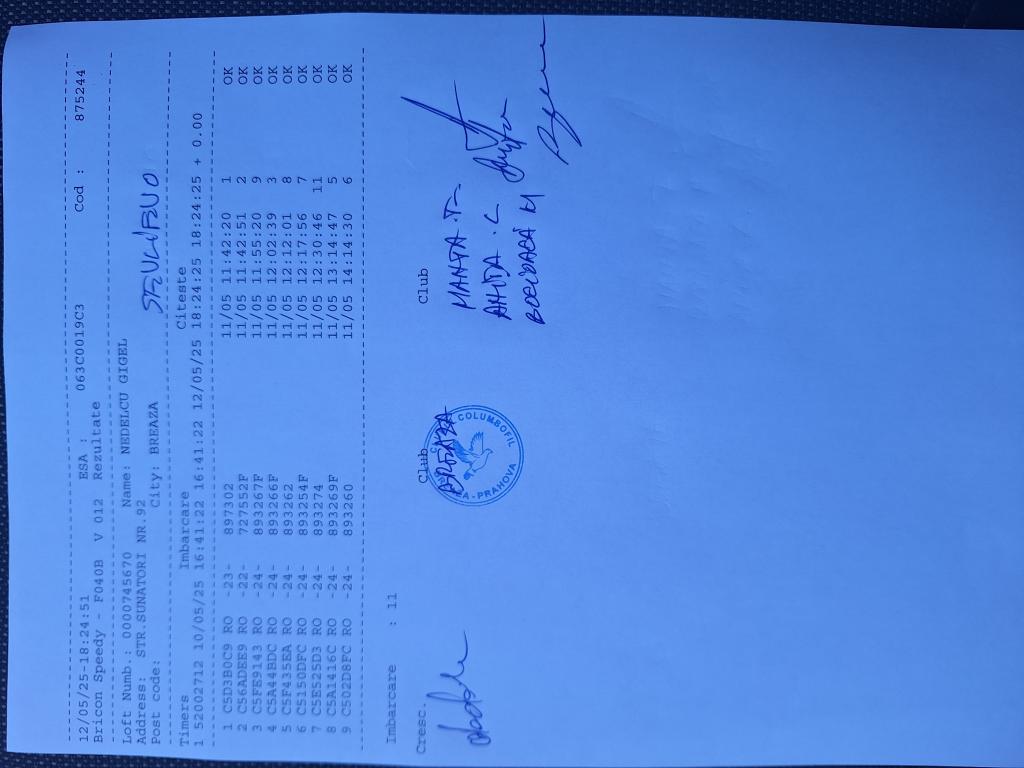 12/05/25-18:24:51 ESA : 063C0019C3 Cod : 875244
Bricon Speedy - F040B V 012 Rezultate
Loft Numb.: 0000745670 Name: NEDELCU GIGEL
Address: STR.SUNATORI NR.92
Post code: City: BREAZA
Timers Imbarcare Citeste
1 52002712 10/05/25 16:41:22 16:41:22 12/05/25 18:24:25 18:24:25 + 0.00
1 C5D3B0C9 RO -23- 897302 11/05 11:42:20 1 OK
2 C56ADEE9 RO -22- 727552F 11/05 11:42:51 2 OK
3 C5FE9143 RO -24- 893267F 11/05 11:55:20 9 OK
4 C5A44BDC RO -24- 893266F 11/05 12:02:39 3 OK
5 C5F435EA RO -24- 893262 11/05 12:12:01 8 OK
6 C5150DFC RO -24- 893254F 11/05 12:17:56 7 OK
7 C5E525D3 RO -24- 893274 11/05 12:30:46 11 OK
8 C5A1416C RO -24- 893269F 11/05 13:14:47 5 OK
9 C502D8FC RO -24- 893260 11/05 14:14:30 6 OK
Imbarcare : 11
Cresc. Club Club
BREAZA
COLUMBOFIL
PRAHOVA
MANTA .T.
ANITA . C